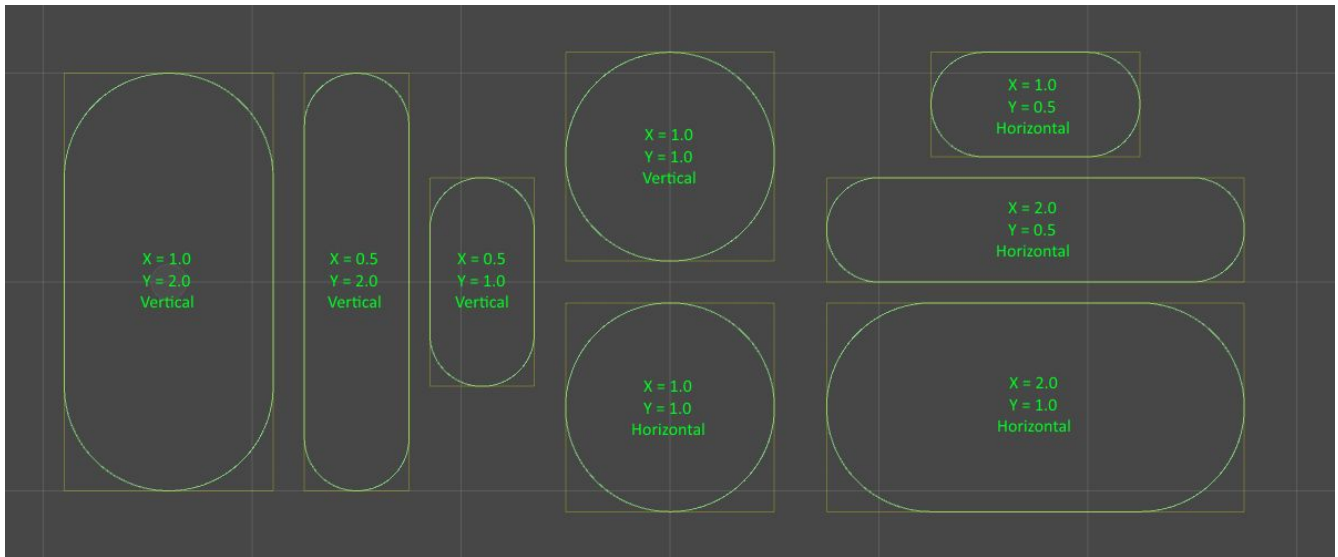 X = 1.0
Y = 2.0
Vertical
X = 0.5
Y = 2.0
Vertical
X = 0.5
Y = 1.0
Vertical
X = 1.0
Y = 1.0
Vertical
X = 1.0
Y = 1.0
Horizontal
X = 1.0
Y = 0.5
Horizontal
X = 2.0
Y = 0.5
Horizontal
X = 2.0
Y = 1.0
Horizontal